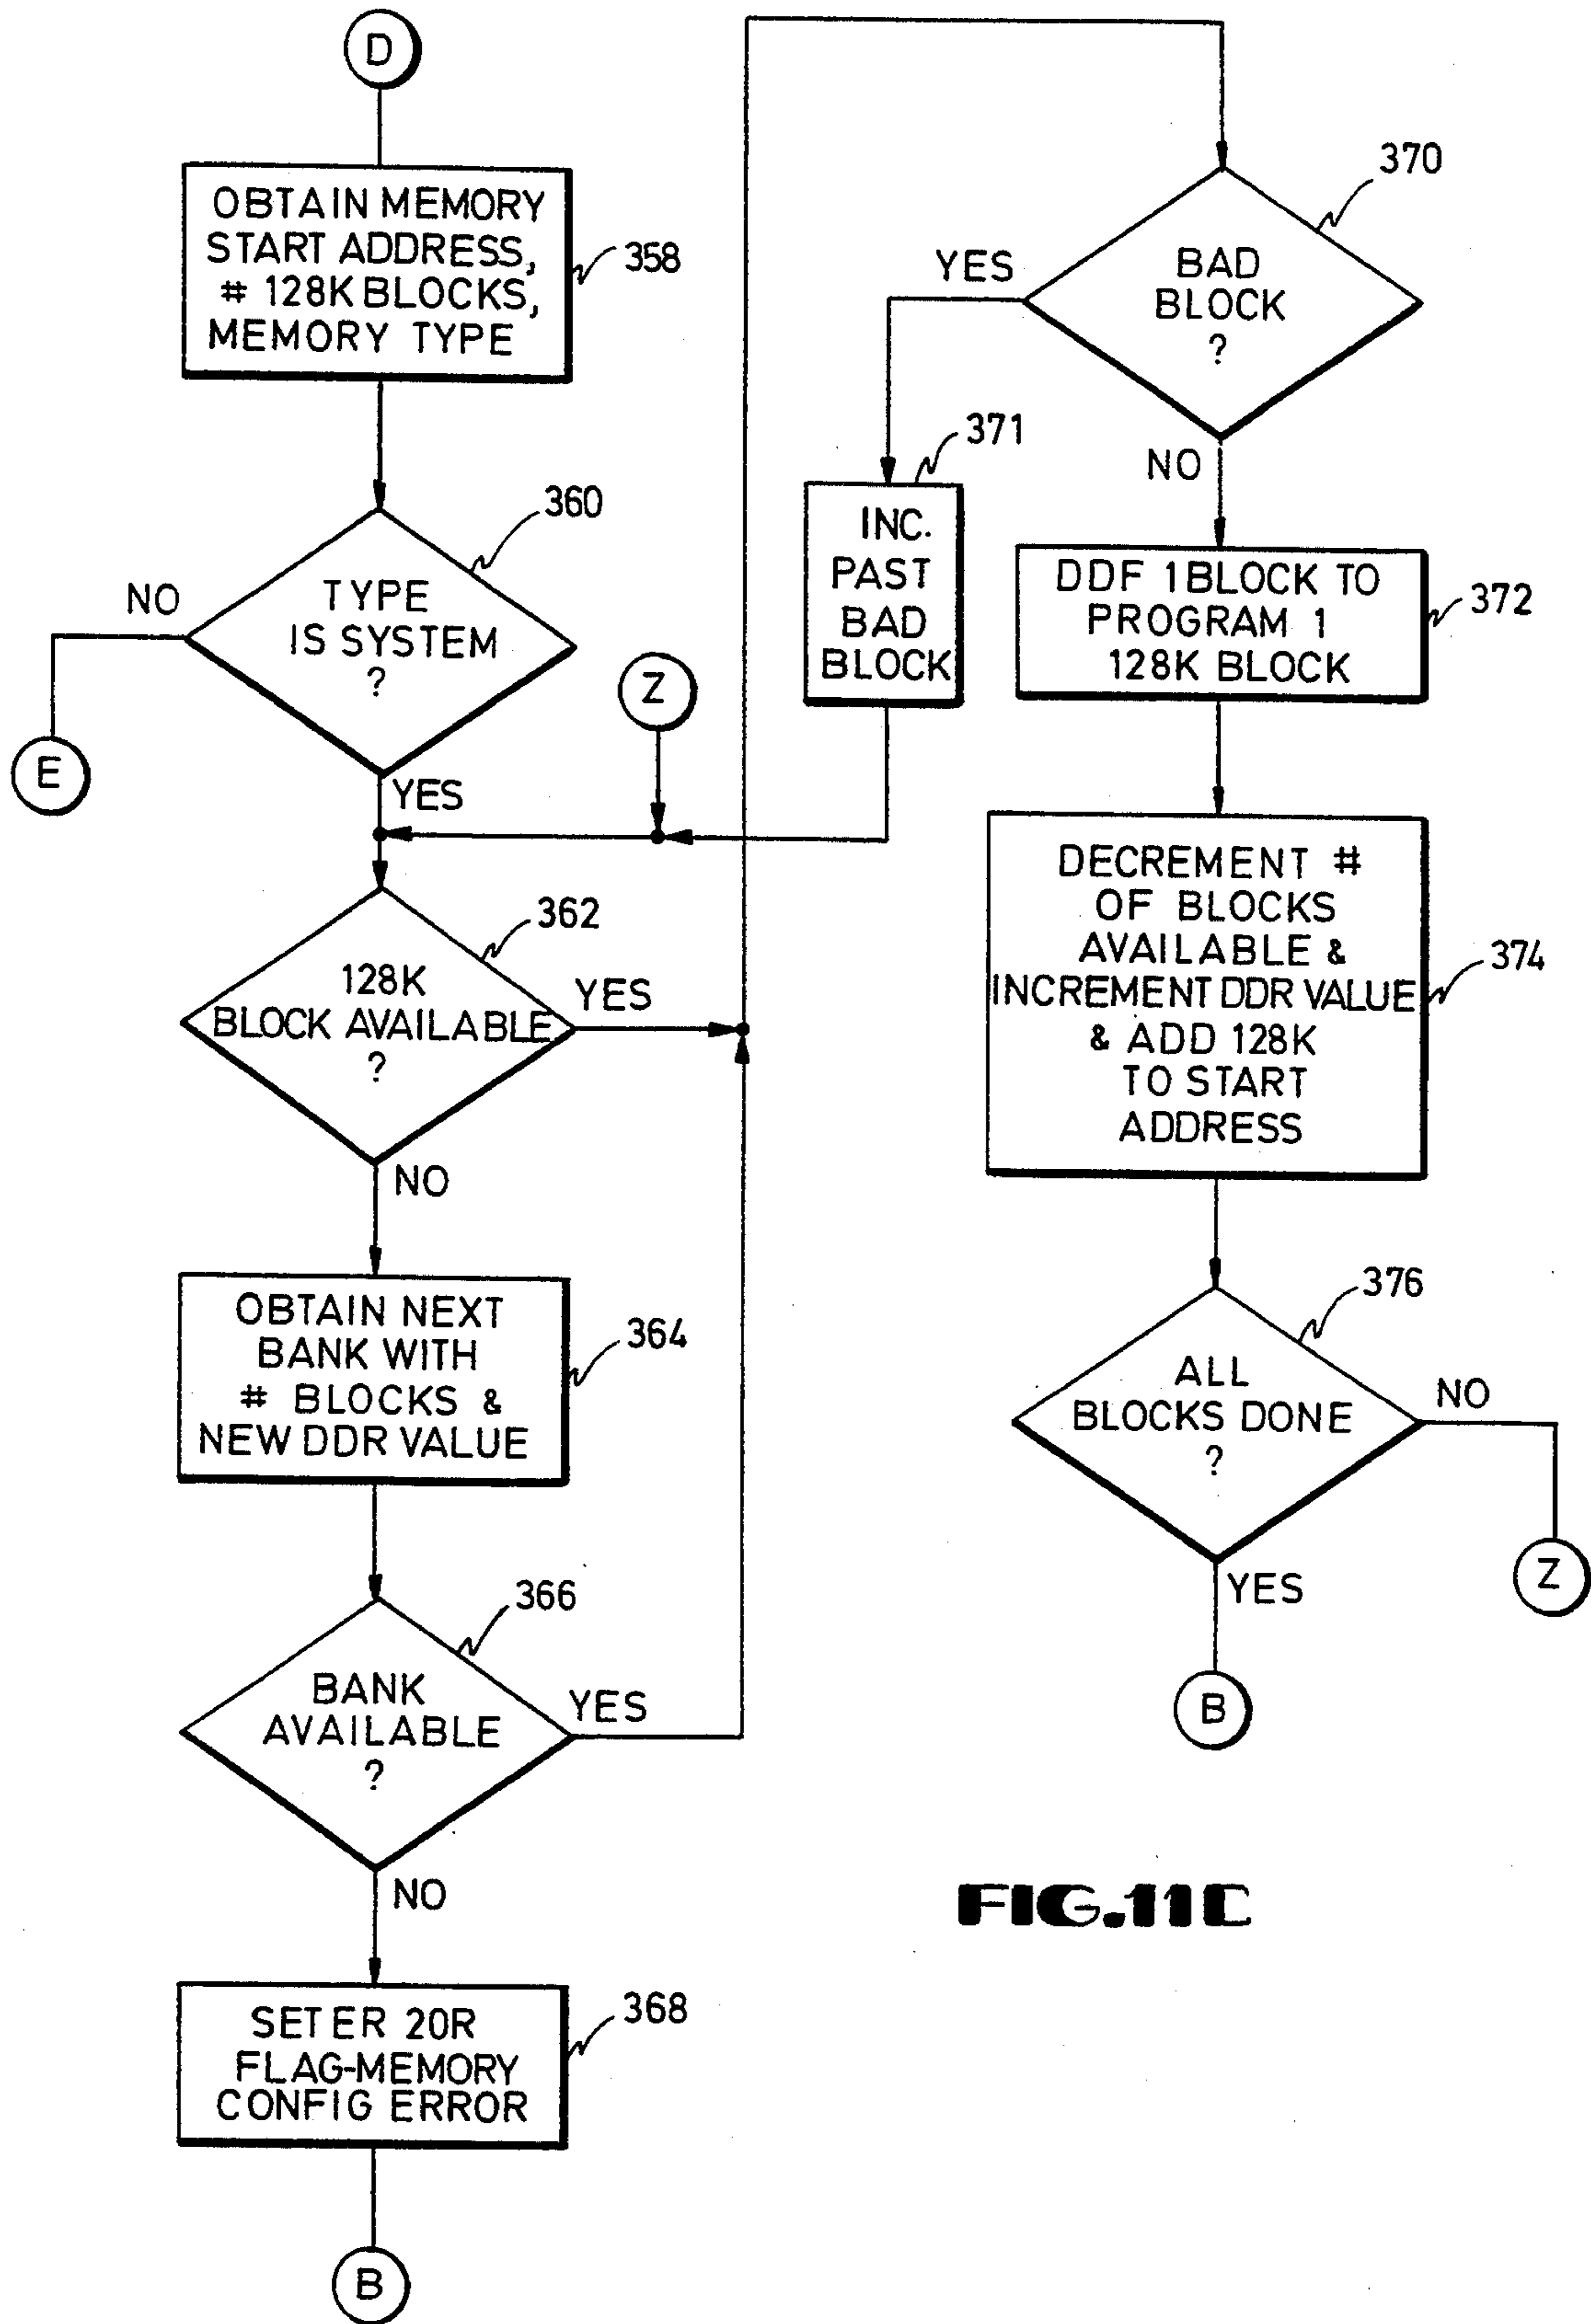 D
OBTAIN MEMORY
START ADDRESS,
# 128K BLOCKS,
MEMORY TYPE
358
360
TYPE
IS SYSTEM
?
NO
E
YES
Z
362
128K
BLOCK AVAILABLE
?
YES
NO
OBTAIN NEXT
BANK WITH
# BLOCKS &
NEW DDR VALUE
364
366
BANK
AVAILABLE
?
YES
NO
SET ER 20R
FLAG-MEMORY
CONFIG ERROR
368
B
370
BAD
BLOCK
?
YES
NO
371
INC.
PAST
BAD
BLOCK
DDF 1 BLOCK TO
PROGRAM 1
128K BLOCK
372
DECREMENT #
OF BLOCKS
AVAILABLE &
INCREMENT DDR VALUE
& ADD 128K
TO START
ADDRESS
374
376
ALL
BLOCKS DONE
?
NO
Z
YES
B
FIG.11C